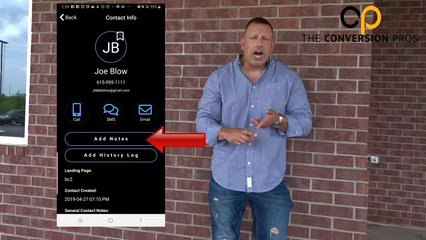 Back
Contact Info
JB
Joe Blow
615-995-1111
Call
SMS
Email
Add Notes
Add History Log
Landing Page:
bc2
Contact Created:
2019-04-27 07:10 PM
General Contact Notes:
THE CONVERSION PROS